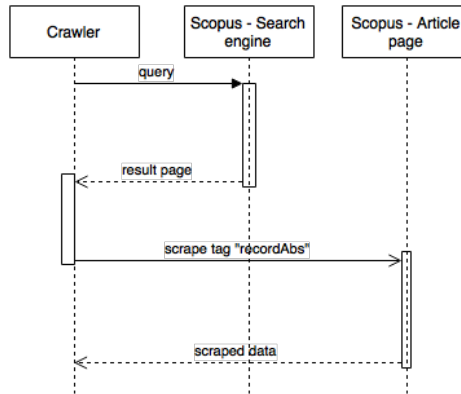 Crawler
Scopus - Search
engine
Scopus - Article
page
query
result page
scrape tag "recordAbs"
scraped data